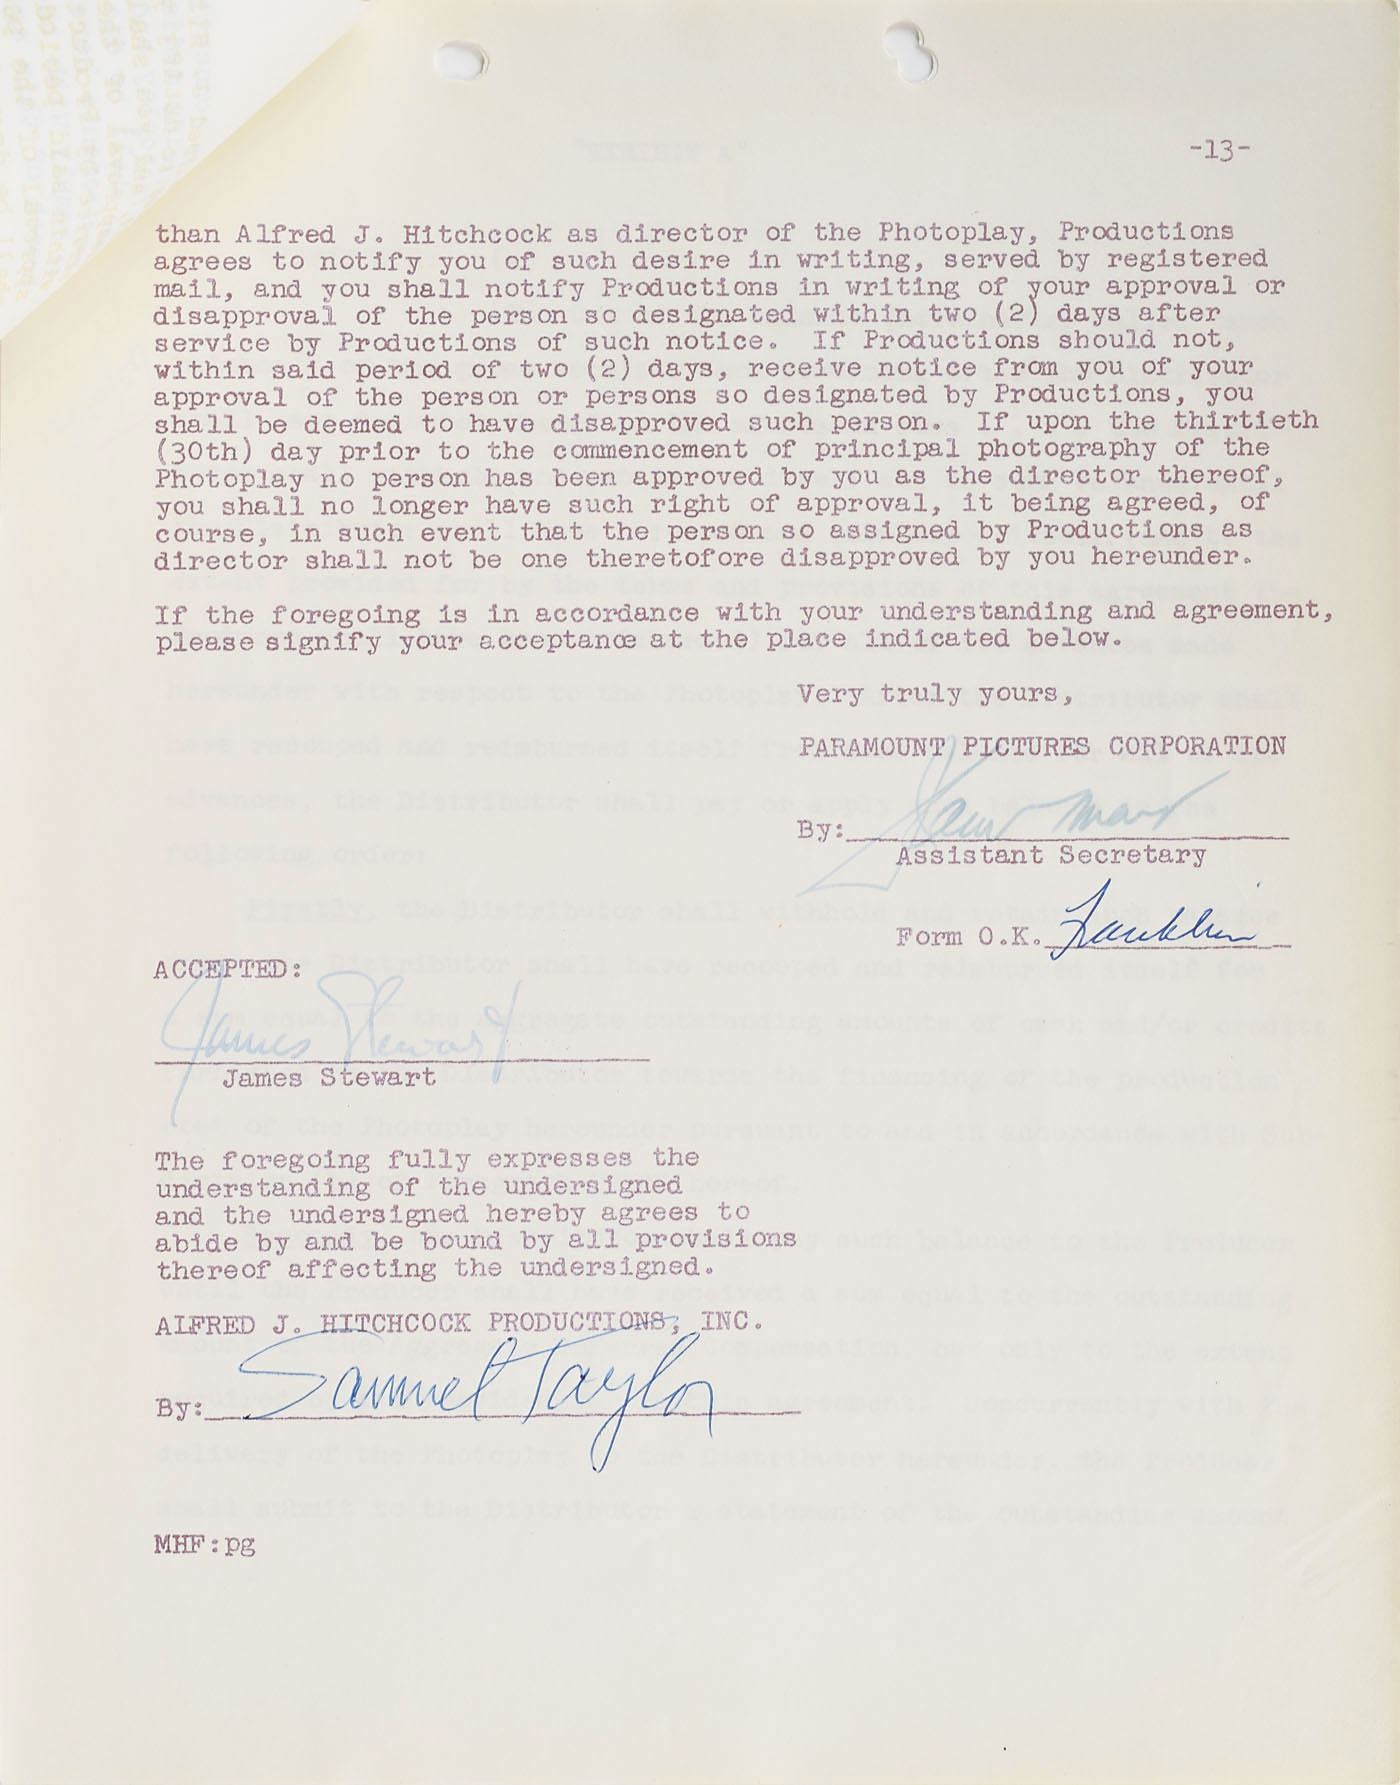 -13-
than Alfred J. Hitchcock as director of the Photoplay, Productions
agrees to notify you of such desire in writing, served by registered
mail, and you shall notify Productions in writing of your approval or
disapproval of the person so designated within two (2) days after
service by Productions of such notice. If Productions should not,
within said period of two (2) days, receive notice from you of your
approval of the person or persons so designated by Productions, you
shall be deemed to have disapproved such person. If upon the thirtieth
(30th) day prior to the commencement of principal photography of the
Photoplay no person has been approved by you as the director thereof,
you shall no longer have such right of approval, it being agreed, of
course, in such event that the person so assigned by Productions as
director shall not be one theretofore disapproved by you hereunder.
If the foregoing is in accordance with your understanding and agreement,
please signify your acceptance at the place indicated below.
Very truly yours,
PARAMOUNT PICTURES CORPORATION
By:
Assistant Secretary
Form O.K. Franklin
ACCEPTED:
James Stewart
James Stewart
The foregoing fully expresses the
understanding of the undersigned
and the undersigned hereby agrees to
abide by and be bound by all provisions
thereof affecting the undersigned.
ALFRED J. HITCHCOCK PRODUCTIONS, INC.
By: Samuel Taylor
MHF:pg